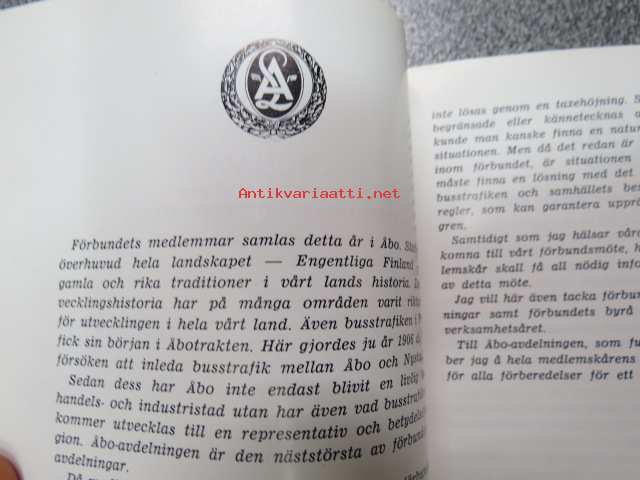 Antikvariaatti.net
Förbundets medlemmar samlas detta år i Åbo.
överhuvud hela landskapet — Engentliga Finland
gamla och rika traditioner i vårt lands historia.
vecklingshistoria har på många områden varit
för utvecklingen i hela vårt land. Även busstrafiken i
fick sin början i Åbotrakten. Här gjordes ju år 1906
försöken att inleda busstrafik mellan Åbo och
Sedan dess har Åbo inte endast blivit en livlig
handels- och industristad utan har även vad
kommer utvecklas till en representativ och
gion. Åbo-avdelningen är den näststörsta av
avdelningar.
inte lösas genom en taxehöjning.
begränsade eller kännetecknas
kunde man kanske finna en
situationen. Men då det redan är
inom förbundet, är situationen
måste finna en lösning med det
busstrafiken och samhällets
regler, som kan garantera
gren.
Samtidigt som jag hälsar
komna till vårt förbundsmöte,
lemskår skall få all nödig
av detta möte.
Jag vill här även tacka
ningar samt förbundets byrå
verksamhetsåret.
Till Åbo-avdelningen, som
ber jag å hela medlemskårens
för alla förberedelser för ett